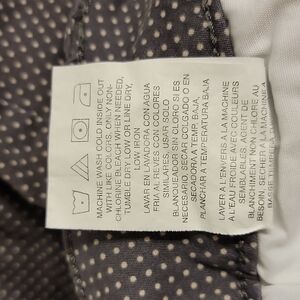 MACHINE WASH COLD INSIDE OUT
WITH LIKE COLORS, ONLY NON-
CHLORINE BLEACH WHEN NEEDED,
TUMBLE DRY LOW OR LINE DRY,
LOW IRON
LAVAR EN LAVADORA CON AGUA
FRIA AL REVES CON COLORES
SIMILARES, USAR SOLO
BLANQUEADOR SIN CLORO SI ES
NECESARIO SECAR COLGADO O EN
SECADORA A TEMP BAJA
PLANCHAR A TEMPERATURA BAJA
LAVER A L'ENVERS A LA MACHINE
A L'EAU FROIDE AVEC COULEURS
SEMBLABLES AGENT DE
BLANCHIMENT NON CHLORE, AU
BESOIN SECHER A LA MACHINE A
BASSE